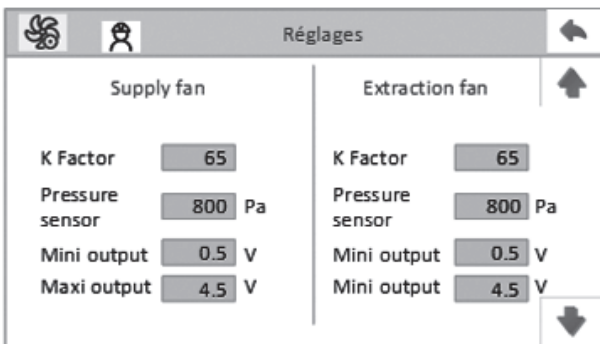 Réglages
Supply fan
K Factor 65
Pressure
sensor 800 Pa
Mini output 0.5 V
Maxi output 4.5 V
Extraction fan
K Factor 65
Pressure
sensor 800 Pa
Mini output 0.5 V
Mini output 4.5 V